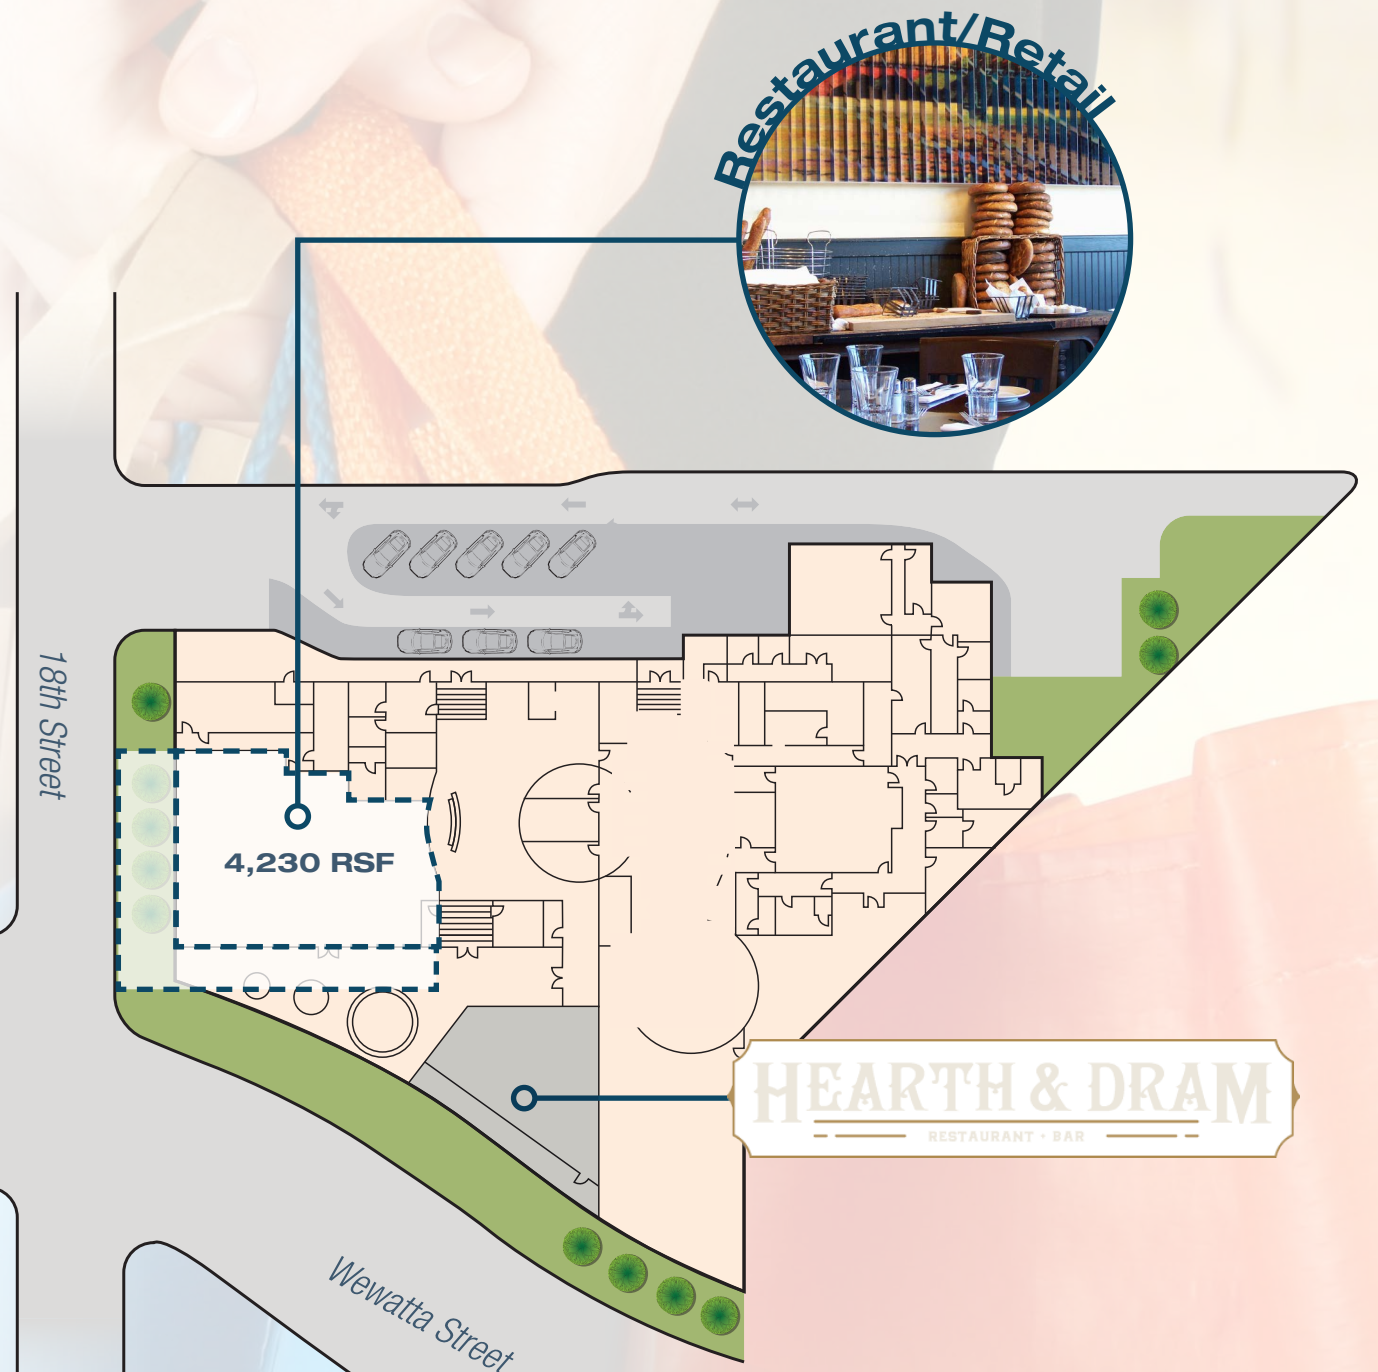 Restaurant/Retail
18th Street
4,230 RSF
HEARTH & DRAM
RESTAURANT • BAR
Wewatta Street